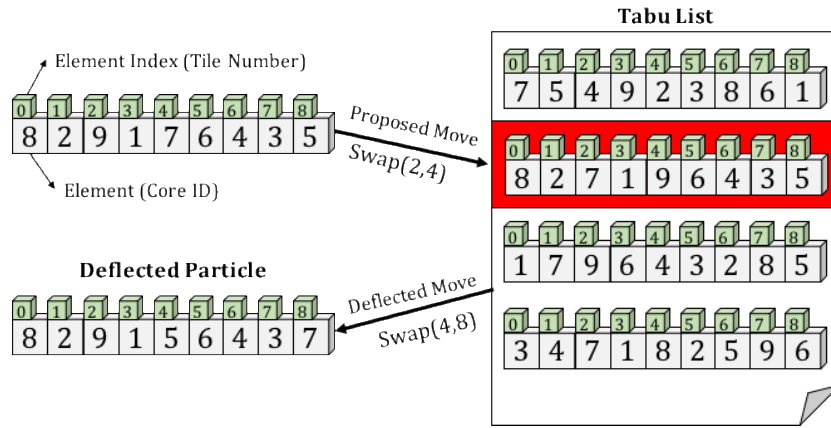 Tabu List
Element Index (Tile Number)
0 1 2 3 4 5 6 7 8
8 2 9 1 7 6 4 3 5
Element (Core ID)
Proposed Move
Swap(2,4)
0 1 2 3 4 5 6 7 8
7 5 4 9 2 3 8 6 1
0 1 2 3 4 5 6 7 8
8 2 7 1 9 6 4 3 5
0 1 2 3 4 5 6 7 8
1 7 9 6 4 3 2 8 5
0 1 2 3 4 5 6 7 8
3 4 7 1 8 2 5 9 6
Deflected Move
Swap(4,8)
Deflected Particle
0 1 2 3 4 5 6 7 8
8 2 9 1 5 6 4 3 7